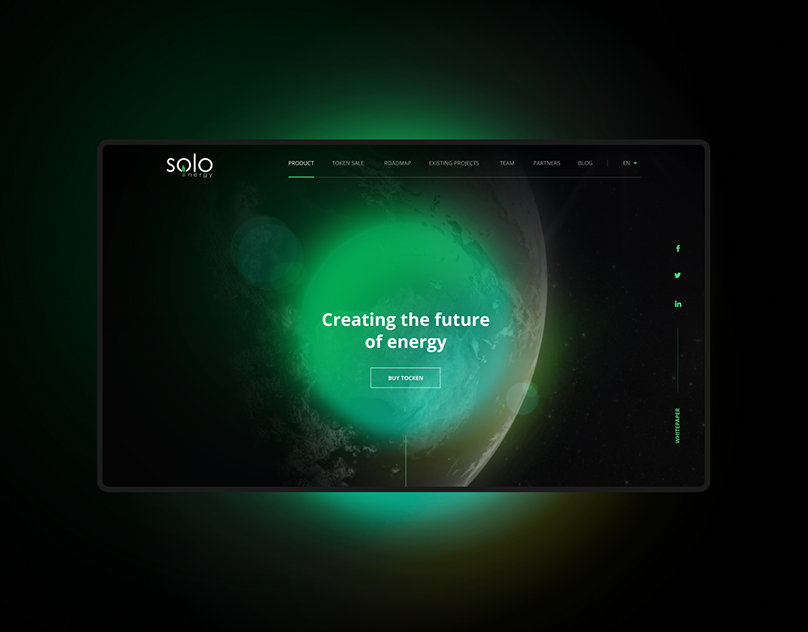 solo
energy
PRODUCT
TOKEN SALE
ROADMAP
EXISTING PROJECTS
TEAM
PARTNERS
BLOG
EN
Creating the future
of energy
BUY TOCKEN
WHITEPAPER